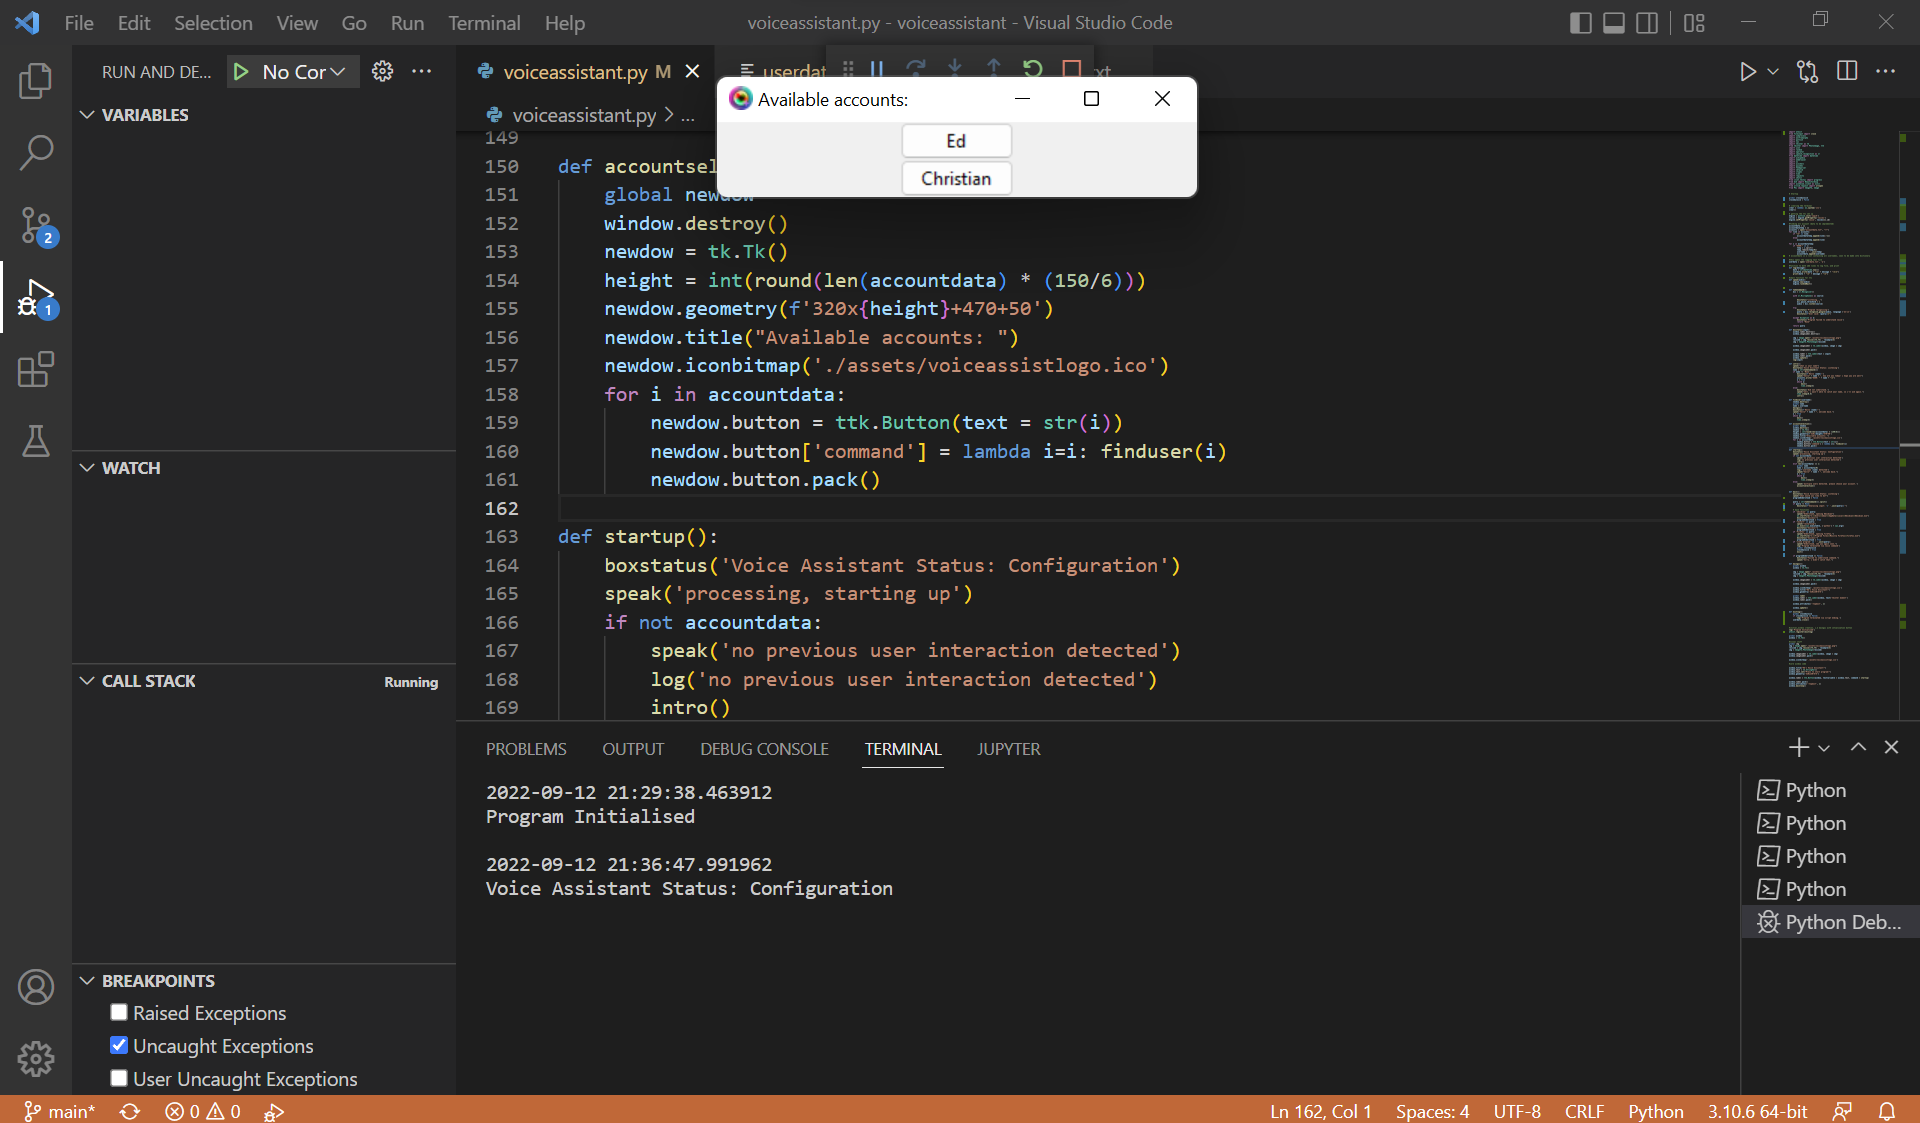 File Edit Selection View Go Run Terminal Help
voiceassistant.py - voiceassistant - Visual Studio Code
RUN AND DE... No Cor
voiceassistant.py M
userdat
xt
voiceassistant.py > ...
Available accounts:
Ed
Christian
VARIABLES
WATCH
CALL STACK
Running
BREAKPOINTS
Raised Exceptions
Uncaught Exceptions
User Uncaught Exceptions
2
1
149
150 def accountsel
151 global newdow
152 window.destroy()
153 newdow = tk.Tk()
154 height = int(round(len(accountdata) * (150/6)))
155 newdow.geometry(f'320x{height}+470+50')
156 newdow.title("Available accounts: ")
157 newdow.iconbitmap('./assets/voiceassistlogo.ico')
158 for i in accountdata:
159 newdow.button = ttk.Button(text = str(i))
160 newdow.button['command'] = lambda i=i: finduser(i)
161 newdow.button.pack()
162
163 def startup():
164 boxstatus('Voice Assistant Status: Configuration')
165 speak('processing, starting up')
166 if not accountdata:
167 speak('no previous user interaction detected')
168 log('no previous user interaction detected')
169 intro()
PROBLEMS OUTPUT DEBUG CONSOLE TERMINAL JUPYTER
2022-09-12 21:29:38.463912
Program Initialised
2022-09-12 21:36:47.991962
Voice Assistant Status: Configuration
Python
Python
Python
Python
Python Deb...
main* 0 0
Ln 162, Col 1 Spaces: 4 UTF-8 CRLF Python 3.10.6 64-bit